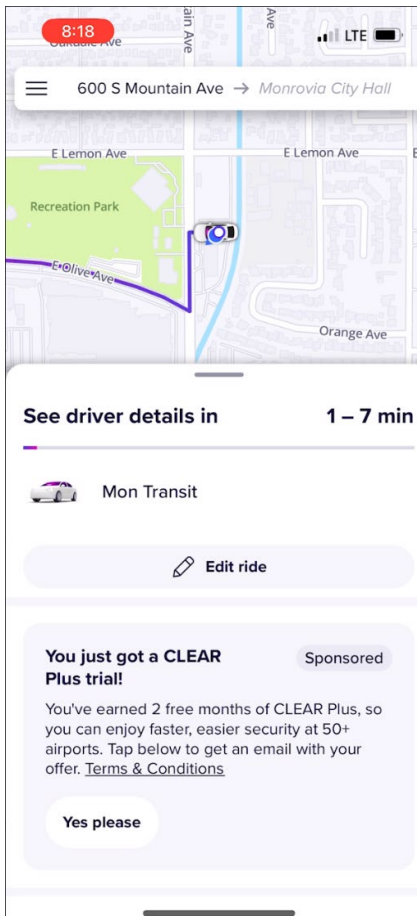 8:18
LTE
Oakdale Ave
Ave
600 S Mountain Ave → Monrovia City Hall
E Lemon Ave
E Lemon Ave
Recreation Park
E Olive Ave
Orange Ave
See driver details in
1 – 7 min
Mon Transit
Edit ride
You just got a CLEAR
Plus trial!
Sponsored
You've earned 2 free months of CLEAR Plus, so
you can enjoy faster, easier security at 50+
airports. Tap below to get an email with your
offer. Terms & Conditions
Yes please